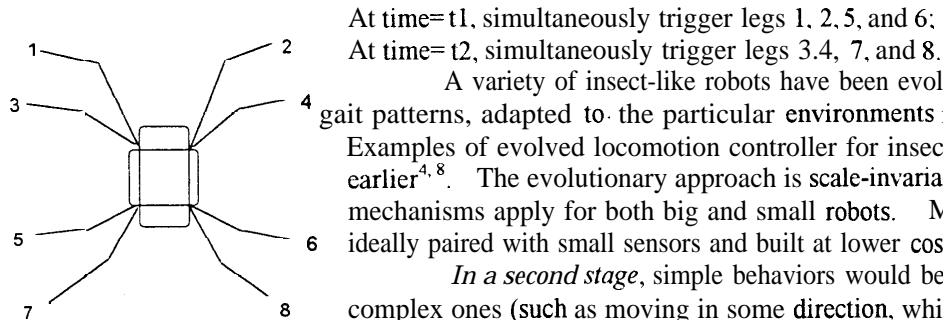 At time=t1, simultaneously trigger legs 1, 2, 5, and 6;
At time=t2, simultaneously trigger legs 3.4, 7, and 8.
A variety of insect-like robots have been evol
gait patterns, adapted to the particular environments
Examples of evolved locomotion controller for insec
earlier4, 8. The evolutionary approach is scale-invaria
mechanisms apply for both big and small robots. M
ideally paired with small sensors and built at lower cos
In a second stage, simple behaviors would be
complex ones (such as moving in some direction, whi
1
2
3
4
5
6
7
8